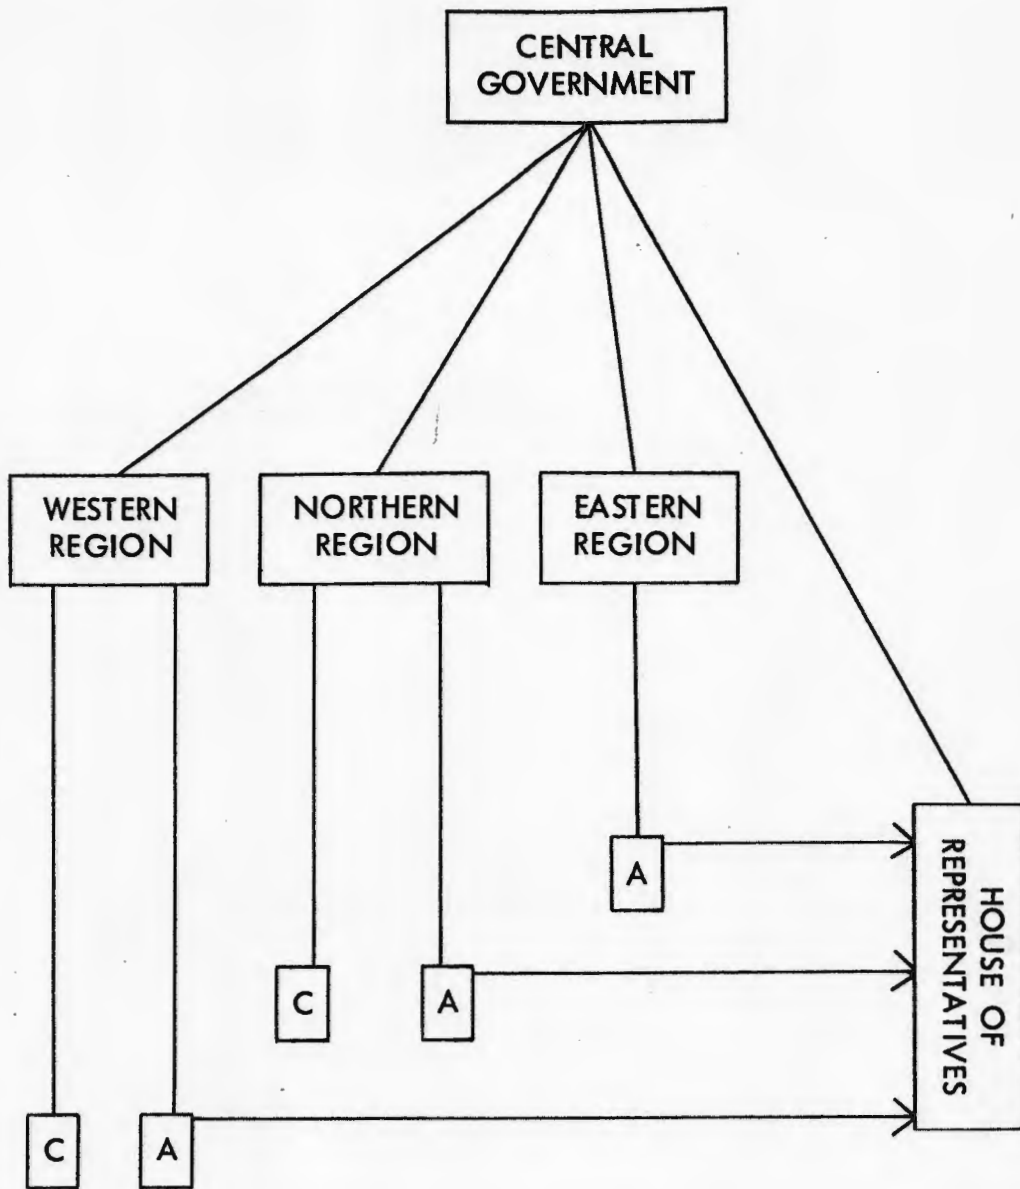 CENTRAL
GOVERNMENT
WESTERN
REGION
NORTHERN
REGION
EASTERN
REGION
A
HOUSE OF
REPRESENTATIVES
C
A
C
A